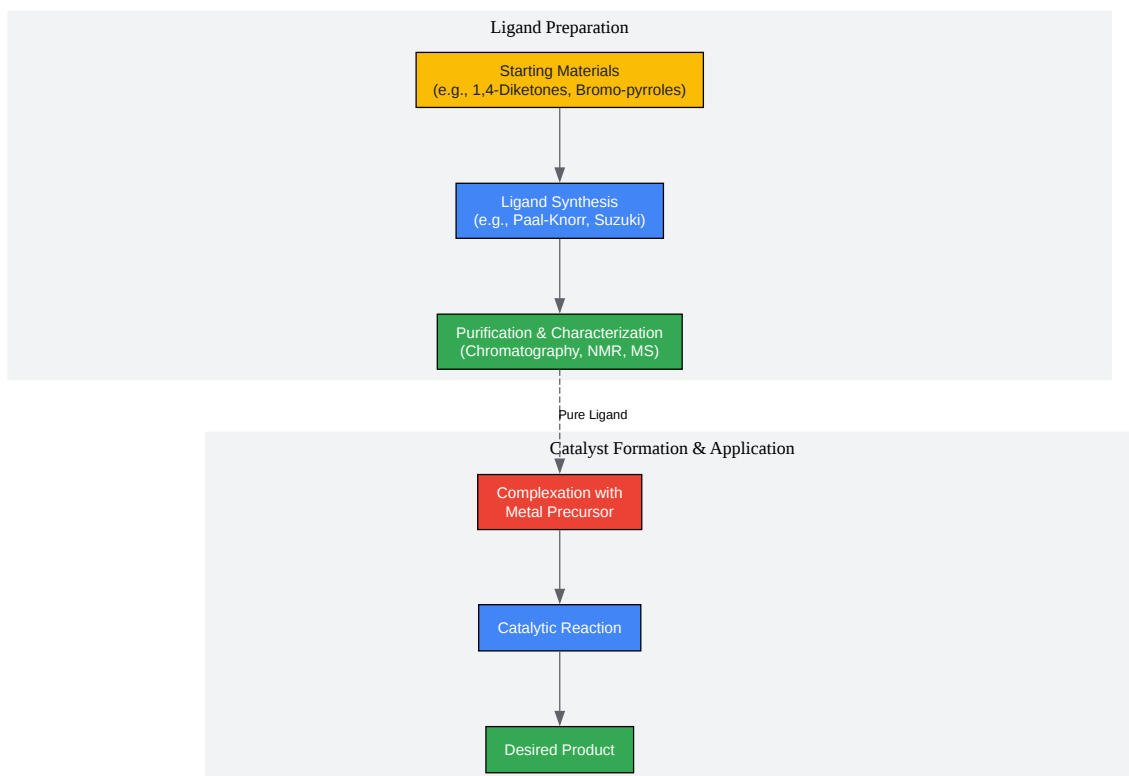 Ligand Preparation
Starting Materials
(e.g., 1,4-Diketones, Bromo-pyrroles)
Ligand Synthesis
(e.g., Paal-Knorr, Suzuki)
Purification & Characterization
(Chromatography, NMR, MS)
Pure Ligand
Catalyst Formation & Application
Complexation with
Metal Precursor
Catalytic Reaction
Desired Product